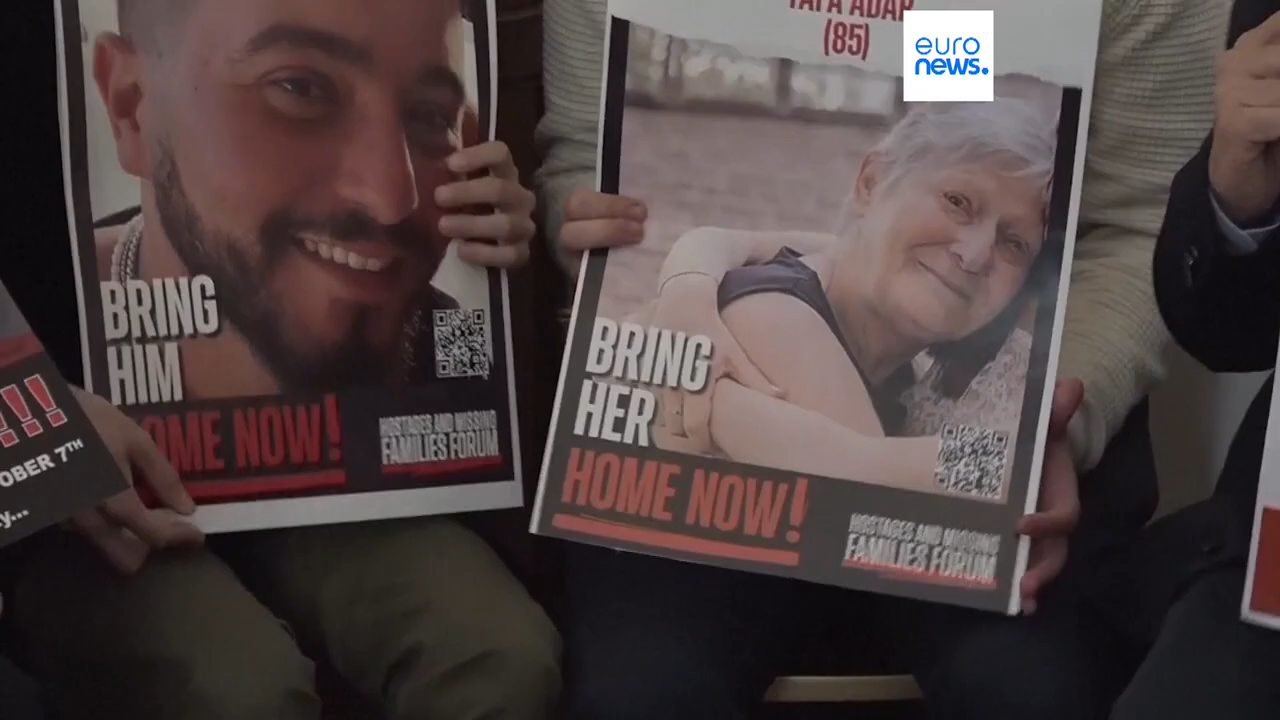 (85)
euro
news.
BRING
HIM
HOME NOW!
HOSTAGES AND MISSING
FAMILIES FORUM
BRING
HER
HOME NOW!
HOSTAGES AND MISSING
FAMILIES FORUM
!!!
OBER 7TH
y...